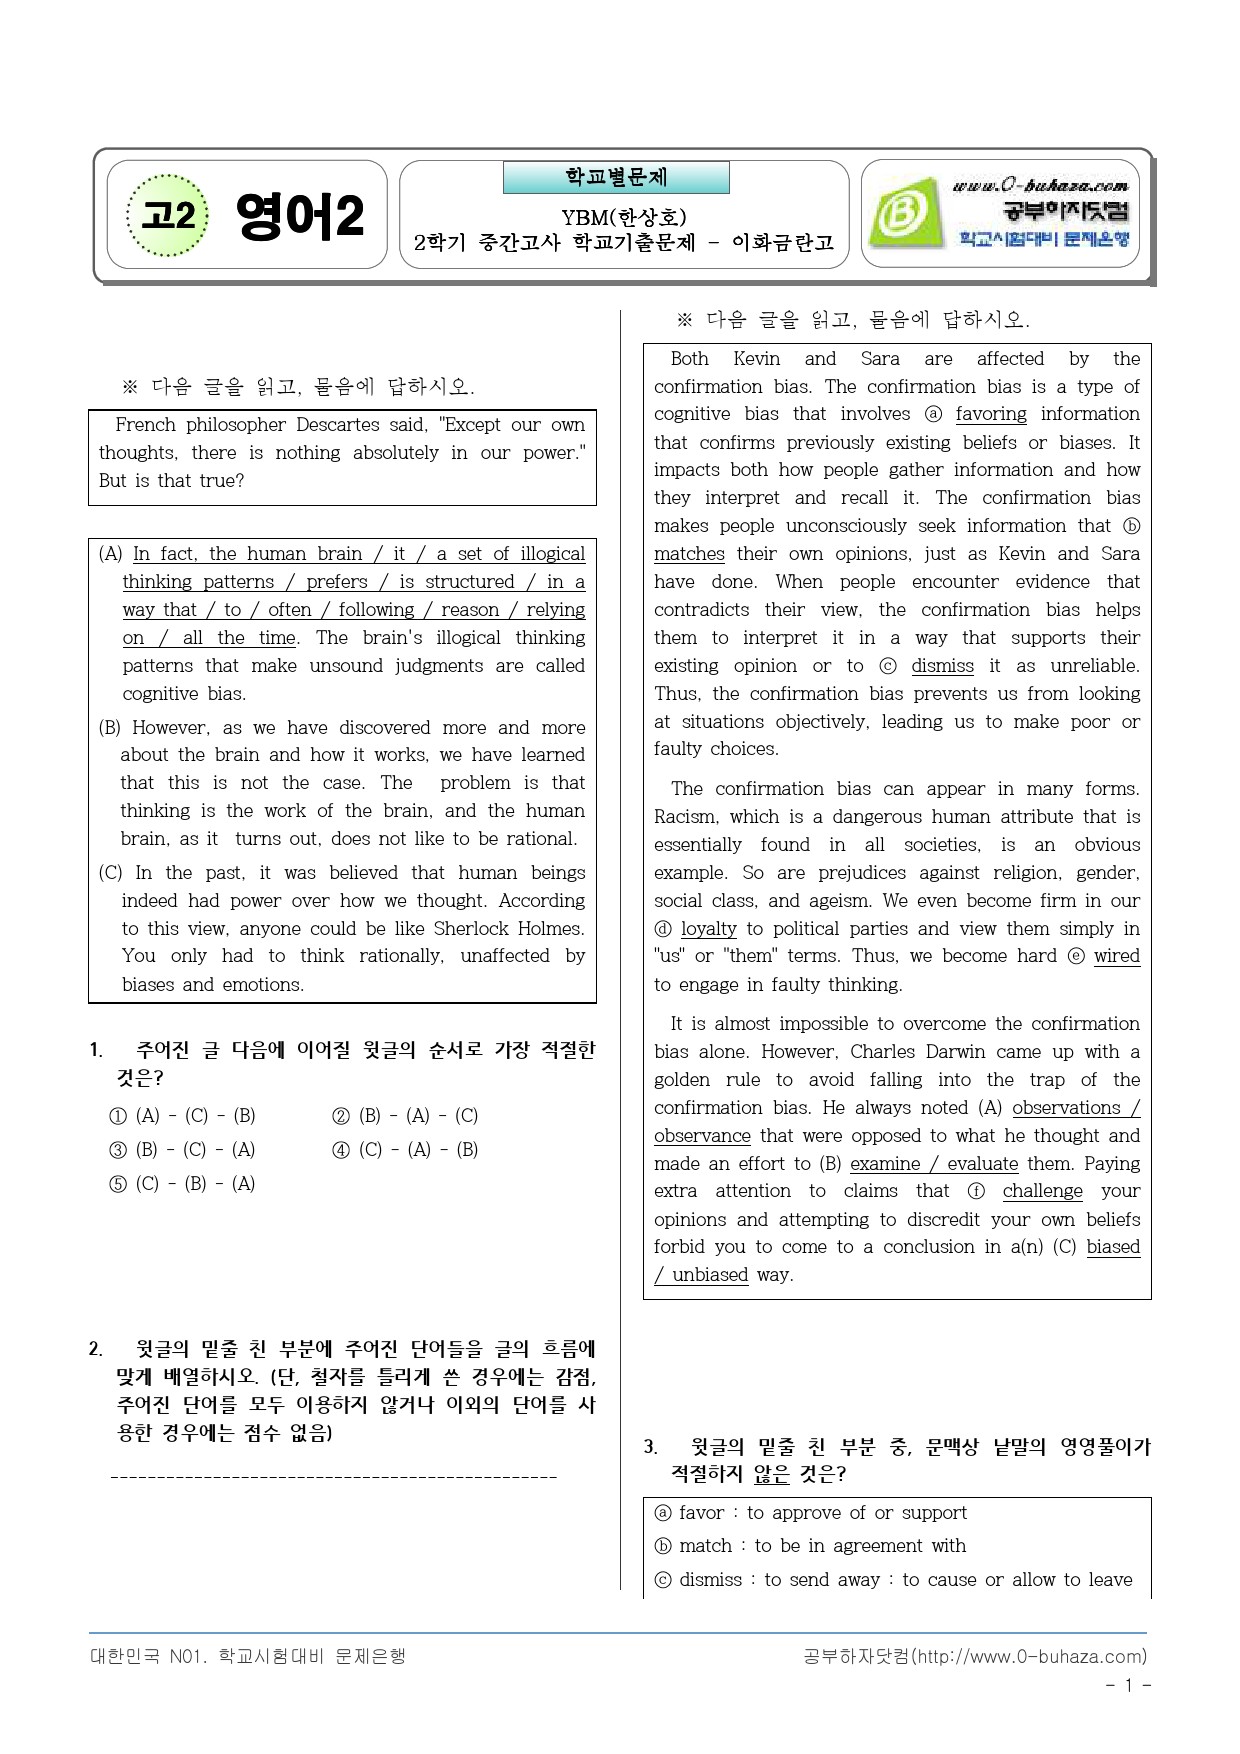 고2 영어2
학교별문제
YBM(한상호)
2학기 중간고사 학교기출문제 - 이화금란고
B
www.0-buhaza.com
공부하자닷컴
학교시험대비 문제은행
※ 다음 글을 읽고, 물음에 답하시오.
French philosopher Descartes said, "Except our own
thoughts, there is nothing absolutely in our power."
But is that true?
(A) In fact, the human brain / it / a set of illogical
thinking patterns / prefers / is structured / in a
way that / to / often / following / reason / relying
on / all the time. The brain's illogical thinking
patterns that make unsound judgments are called
cognitive bias.
(B) However, as we have discovered more and more
about the brain and how it works, we have learned
that this is not the case. The problem is that
thinking is the work of the brain, and the human
brain, as it turns out, does not like to be rational.
(C) In the past, it was believed that human beings
indeed had power over how we thought. According
to this view, anyone could be like Sherlock Holmes.
You only had to think rationally, unaffected by
biases and emotions.
1. 주어진 글 다음에 이어질 윗글의 순서로 가장 적절한
것은?
① (A) - (C) - (B) ② (B) - (A) - (C)
③ (B) - (C) - (A) ④ (C) - (A) - (B)
⑤ (C) - (B) - (A)
2. 윗글의 밑줄 친 부분에 주어진 단어들을 글의 흐름에
맞게 배열하시오. (단, 철자를 틀리게 쓴 경우에는 감점,
주어진 단어를 모두 이용하지 않거나 이외의 단어를 사
용한 경우에는 점수 없음)
________________________________________________
※ 다음 글을 읽고, 물음에 답하시오.
Both Kevin and Sara are affected by the
confirmation bias. The confirmation bias is a type of
cognitive bias that involves ⓐ favoring information
that confirms previously existing beliefs or biases. It
impacts both how people gather information and how
they interpret and recall it. The confirmation bias
makes people unconsciously seek information that ⓑ
matches their own opinions, just as Kevin and Sara
have done. When people encounter evidence that
contradicts their view, the confirmation bias helps
them to interpret it in a way that supports their
existing opinion or to ⓒ dismiss it as unreliable.
Thus, the confirmation bias prevents us from looking
at situations objectively, leading us to make poor or
faulty choices.
The confirmation bias can appear in many forms.
Racism, which is a dangerous human attribute that is
essentially found in all societies, is an obvious
example. So are prejudices against religion, gender,
social class, and ageism. We even become firm in our
ⓓ loyalty to political parties and view them simply in
"us" or "them" terms. Thus, we become hard ⓔ wired
to engage in faulty thinking.
It is almost impossible to overcome the confirmation
bias alone. However, Charles Darwin came up with a
golden rule to avoid falling into the trap of the
confirmation bias. He always noted (A) observations /
observance that were opposed to what he thought and
made an effort to (B) examine / evaluate them. Paying
extra attention to claims that ⓕ challenge your
opinions and attempting to discredit your own beliefs
forbid you to come to a conclusion in a(n) (C) biased
/ unbiased way.
3. 윗글의 밑줄 친 부분 중, 문맥상 낱말의 영영풀이가
적절하지 않은 것은?
ⓐ favor : to approve of or support
ⓑ match : to be in agreement with
ⓒ dismiss : to send away : to cause or allow to leave
대한민국 N01. 학교시험대비 문제은행
공부하자닷컴(http://www.0-buhaza.com)
- 1 -